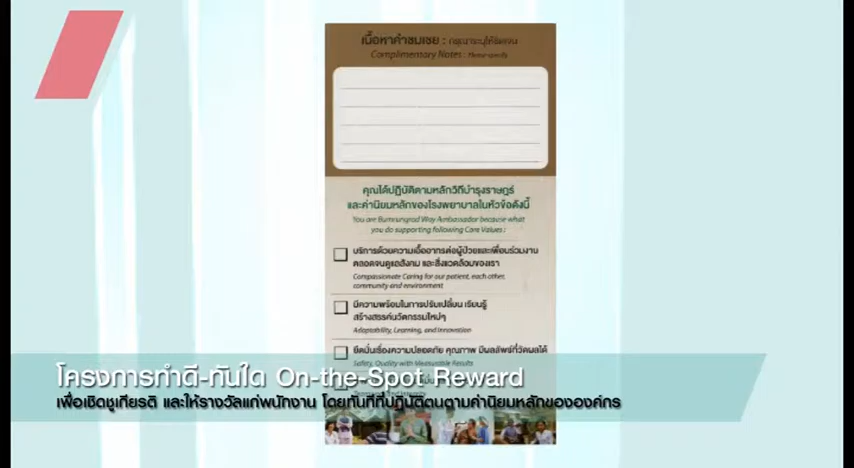 เนื้อหาคำชมเชย : กรุณาระบุให้ชัดเจน
Complimentary Notes : Please specify
คุณได้ปฏิบัติตามหลักวิถีบำรุงราษฎร์
และค่านิยมหลักของโรงพยาบาลในหัวข้อดังนี้
You are Bumrungrad Way Ambassador because what
you do supporting following Core Values :
บริการด้วยความเอื้ออาทรต่อผู้ป่วยและเพื่อนร่วมงาน
ตลอดจนดูแลสังคม และสิ่งแวดล้อมของเรา
Compassionate Caring for our patient, each other,
community and environment
มีความพร้อมในการปรับเปลี่ยน เรียนรู้
สร้างสรรค์นวัตกรรมใหม่ๆ
Adaptability, Learning, and Innovation
ยึดมั่นเรื่องความปลอดภัย คุณภาพ มีผลลัพธ์ที่วัดผลได้
Safety, Quality with Measurable Results
โครงการทำดี-ทันใด On-the-Spot Reward
เพื่อเชิดชูเกียรติ และให้รางวัลแก่พนักงาน โดยทันทีที่ปฏิบัติตนตามค่านิยมหลักขององค์กร